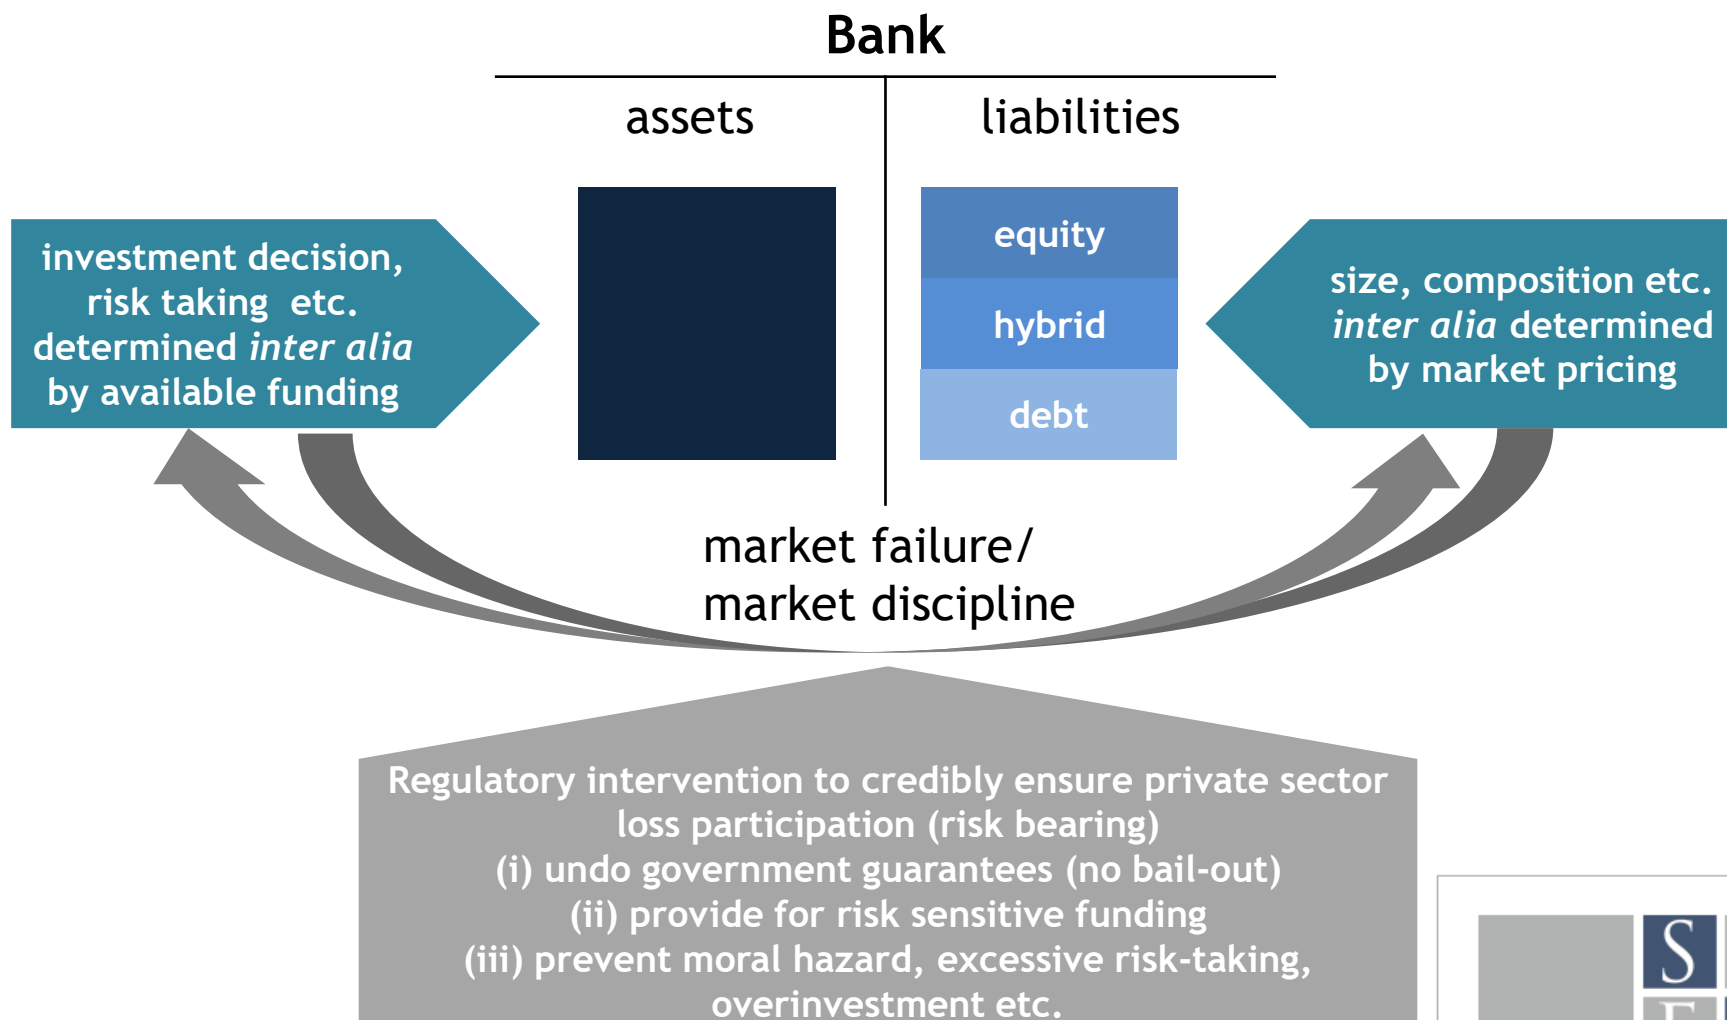 Bank
assets
liabilities
investment decision,
risk taking etc.
determined inter alia
by available funding
equity
hybrid
debt
size, composition etc.
inter alia determined
by market pricing
market failure/
market discipline
Regulatory intervention to credibly ensure private sector
loss participation (risk bearing)
(i) undo government guarantees (no bail-out)
(ii) provide for risk sensitive funding
(iii) prevent moral hazard, excessive risk-taking,
overinvestment etc.
S